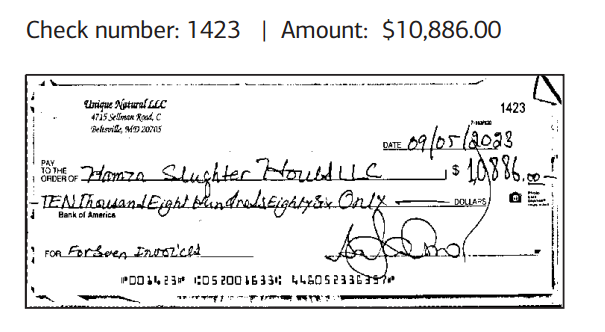 Check number: 1423 | Amount: $10,886.00
Unique Natural LLC
4715 Sellman Road, C
Beltsville, MD 20705
1423
DATE 09/05/2023
PAY TO THE ORDER OF Hamza Slughter House LLC $ 10,886.00
TEN Thousand Eight Hundreds Eighty Six Only DOLLARS
Bank of America
FOR For Seven Invoices
⑈001423⑈ ⑆052001633⑆ 446052336397⑈